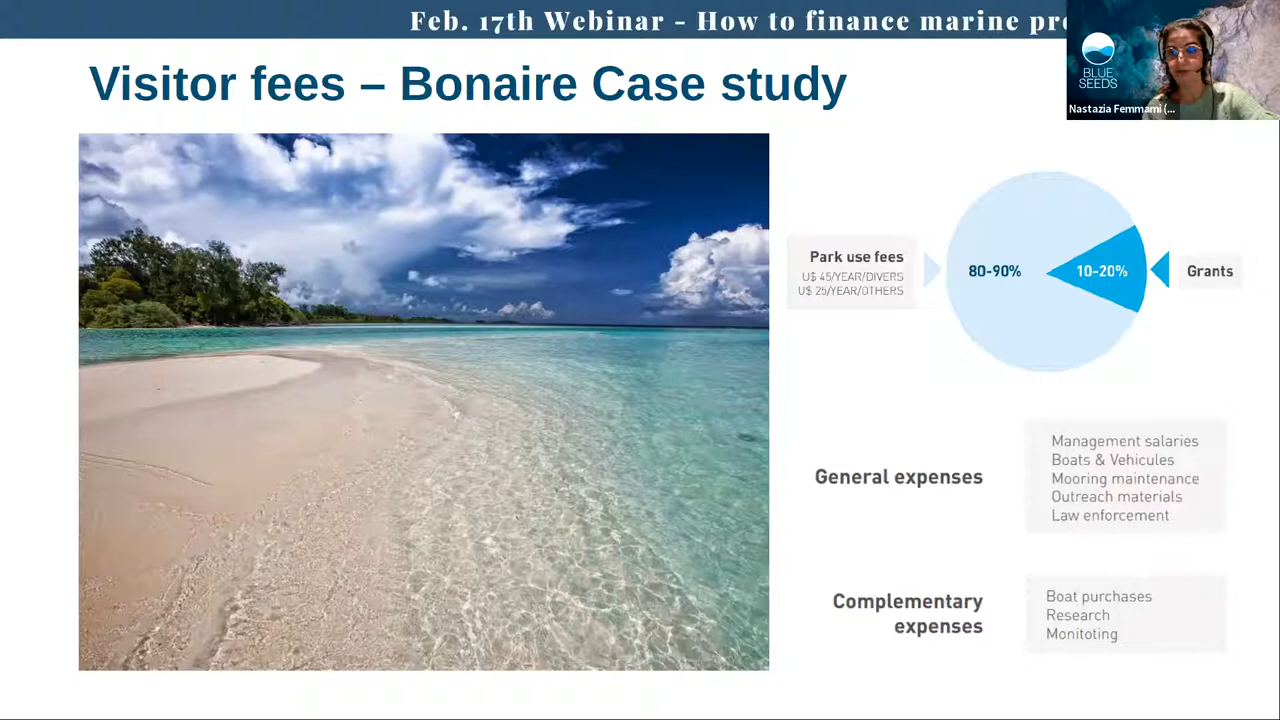 Feb. 17th Webinar - How to finance marine pro
BLUE
SEEDS
Nastazia Femmami (...
Visitor fees – Bonaire Case study
Park use fees
U$ 45/YEAR/DIVERS
U$ 25/YEAR/OTHERS
80-90%
10-20%
Grants
General expenses
Management salaries
Boats & Vehicules
Mooring maintenance
Outreach materials
Law enforcement
Complementary
expenses
Boat purchases
Research
Monitoting